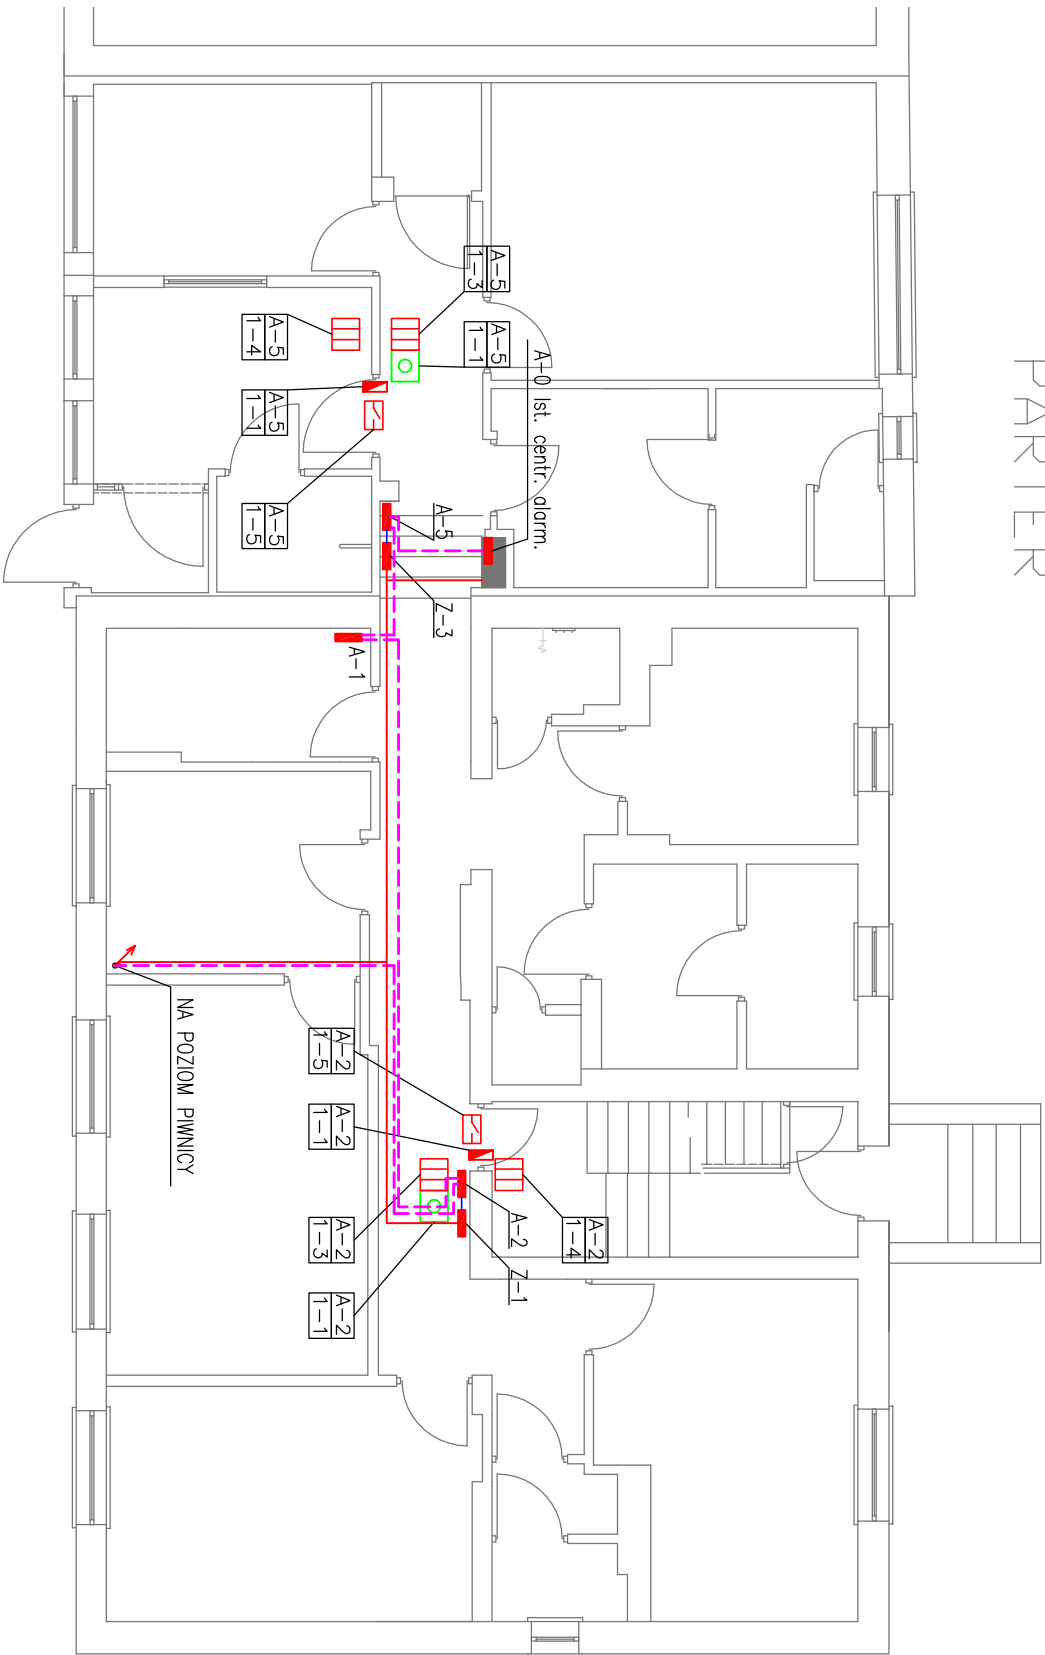 PARTER
A-5
1-3
A-5
1-1
A-0 Ist. centr. alarm.
A-5
1-4
A-5
1-1
A-5
1-5
A-5
Z-3
A-1
NA POZIOM PIWNICY
A-2
1-5
A-2
1-1
A-2
1-3
A-2
1-1
A-2
Z-1
A-2
1-4